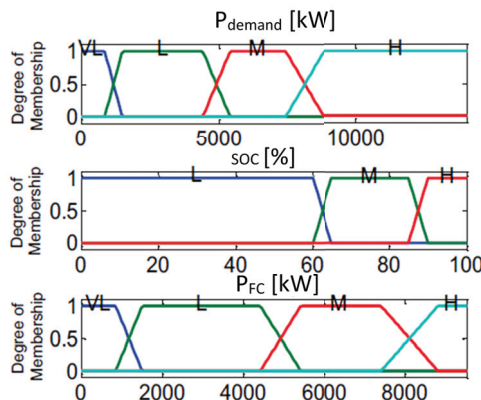 P_demand [kW]
VL L M H
Degree of Membership
1
0.5
0
0 5000 10000
SOC [%]
L M H
Degree of Membership
1
0.5
0
0 20 40 60 80 100
P_FC [kW]
VL L M H
Degree of Membership
1
0.5
0
0 2000 4000 6000 8000